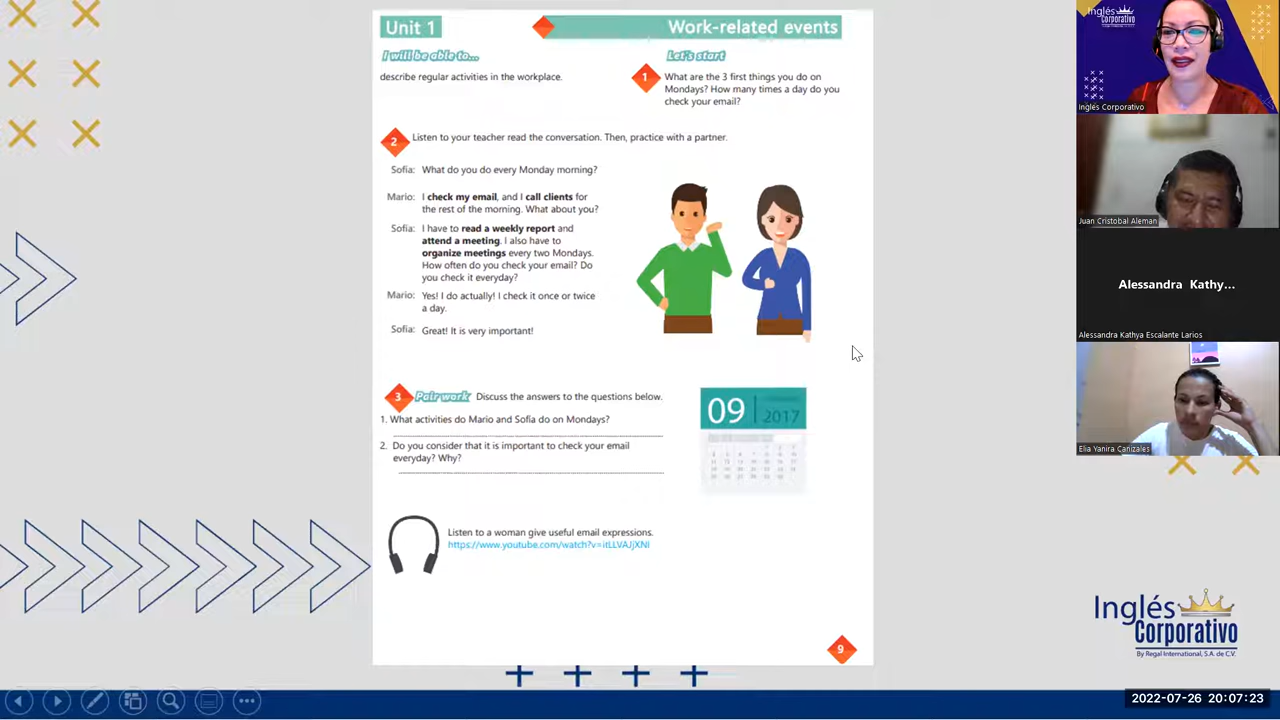 Unit 1
Work-related events
I will be able to...
describe regular activities in the workplace.
Let's start
1
What are the 3 first things you do on
Mondays? How many times a day do you
check your email?
2
Listen to your teacher read the conversation. Then, practice with a partner.
Sofia: What do you do every Monday morning?
Mario: I check my email, and I call clients for
the rest of the morning. What about you?
Sofia: I have to read a weekly report and
attend a meeting. I also have to
organize meetings every two Mondays.
How often do you check your email? Do
you check it everyday?
Mario: Yes! I do actually! I check it once or twice
a day.
Sofia: Great! It is very important!
3
Pair work Discuss the answers to the questions below.
1. What activities do Mario and Sofia do on Mondays?
2. Do you consider that it is important to check your email
everyday? Why?
09
2017
Listen to a woman give useful email expressions.
https://www.youtube.com/watch?v=itLLVAJjXNI
9
Inglés
Corporativo
Inglés Corporativo
Juan Cristobal Aleman
Alessandra Kathy...
Alessandra Kathya Escalante Larios
Elia Yanira Canizales
Inglés
Corporativo
By Regal International, S.A. de C.V.
2022-07-26 20:07:23